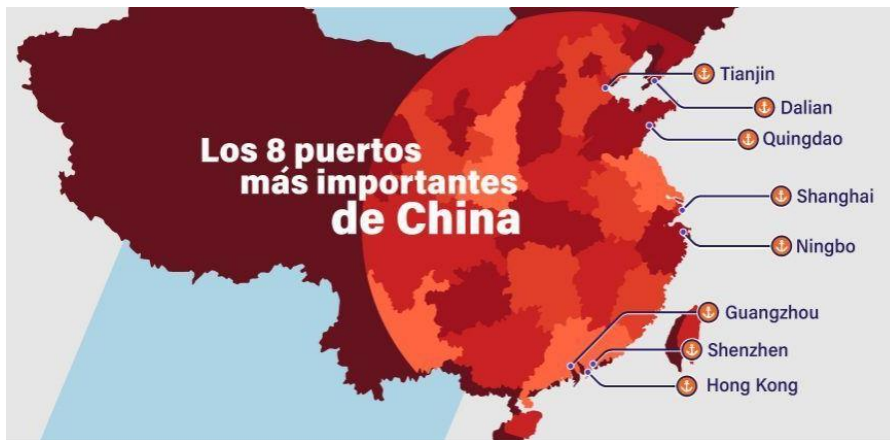 Los 8 puertos
más importantes
de China
Tianjin
Dalian
Quingdao
Shanghai
Ningbo
Guangzhou
Shenzhen
Hong Kong